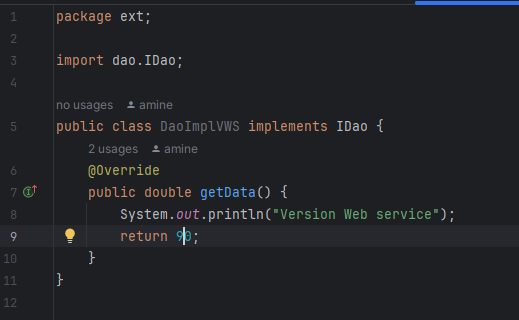 1 package ext;
2
3 import dao.IDao;
4
no usages amine
5 public class DaoImplVWS implements IDao {
2 usages amine
6 @Override
7 public double getData() {
8 System.out.println("Version Web service");
9 return 90;
10 }
11 }
12